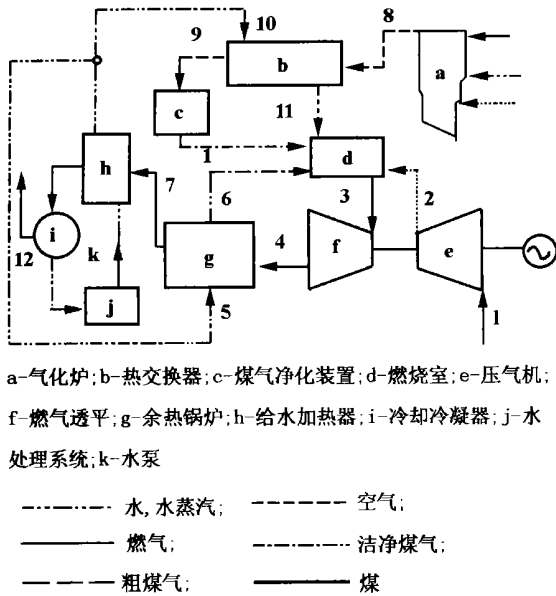 9
10
8
b
a
c
11
1
d
h
7
6
3
2
i
f
e
12
k
g
4
j
5
1
a-气化炉;b-热交换器;c-煤气净化装置;d-燃烧室;e-压气机;
f-燃气透平;g-余热锅炉;h-给水加热器;i-冷却冷凝器;j-水
处理系统;k-水泵
水,水蒸汽; 空气;
燃气; 洁净煤气;
粗煤气; 煤